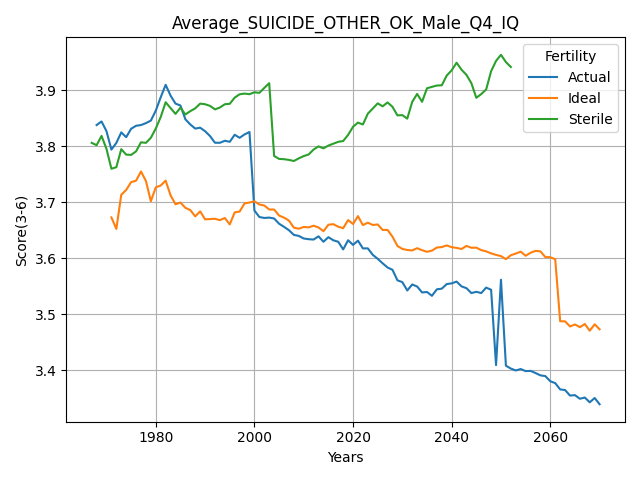 Average_SUICIDE_OTHER_OK_Male_Q4_IQ
Fertility
Actual
Ideal
Sterile
Score(3-6)
3.9
3.8
3.7
3.6
3.5
3.4
1980 2000 2020 2040 2060
Years